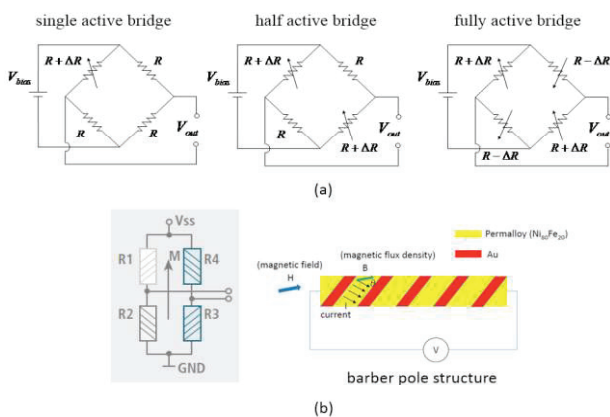 single active bridge
half active bridge
fully active bridge
R + ΔR
R
V_bias
R
R
V_out
R + ΔR
R
V_bias
R
R + ΔR
V_out
R + ΔR
R − ΔR
V_bias
R − ΔR
R + ΔR
V_out
(a)
Vss
R1
M
R4
R2
R3
GND
Permalloy (Ni80Fe20)
Au
(magnetic field)
H
(magnetic flux density)
B
I
current
V
barber pole structure
(b)